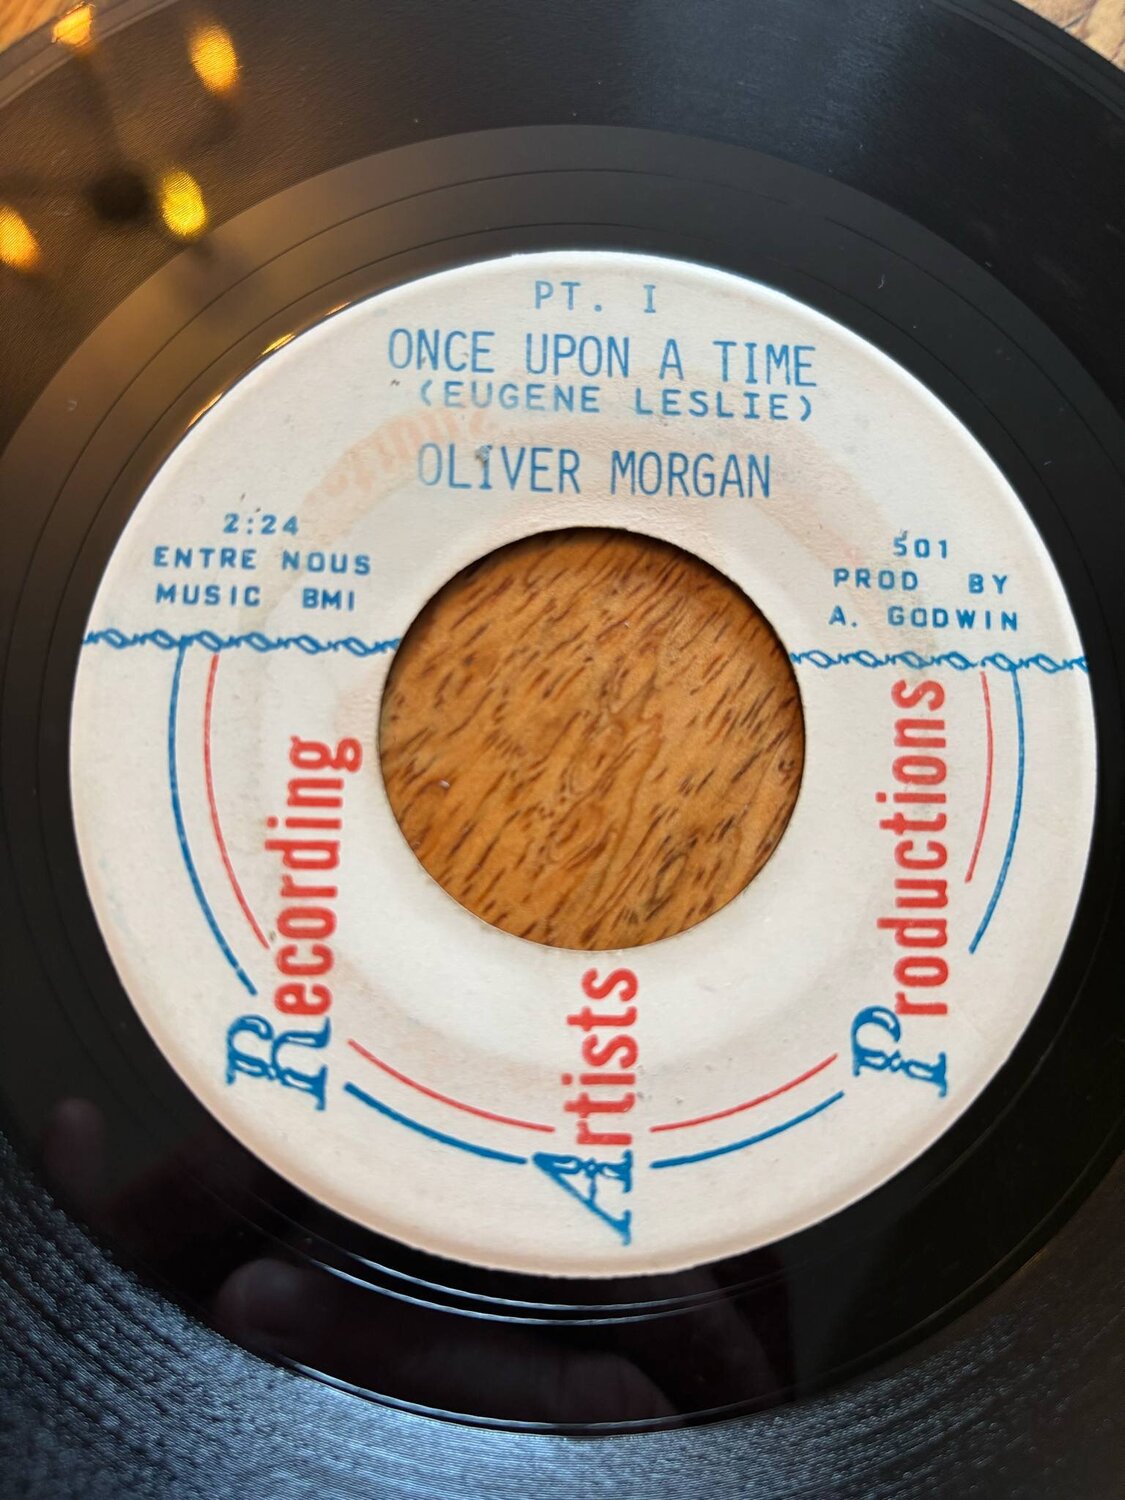 PT. I
ONCE UPON A TIME
(EUGENE LESLIE)
OLIVER MORGAN
2:24
ENTRE NOUS
MUSIC BMI
501
PROD BY
A. GODWIN
Recording
Artists
Productions